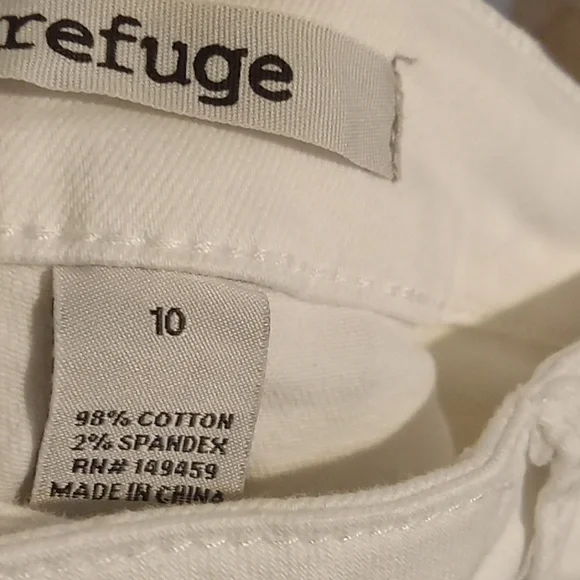 refuge
10
98% COTTON
2% SPANDEX
RN# 149459
MADE IN CHINA